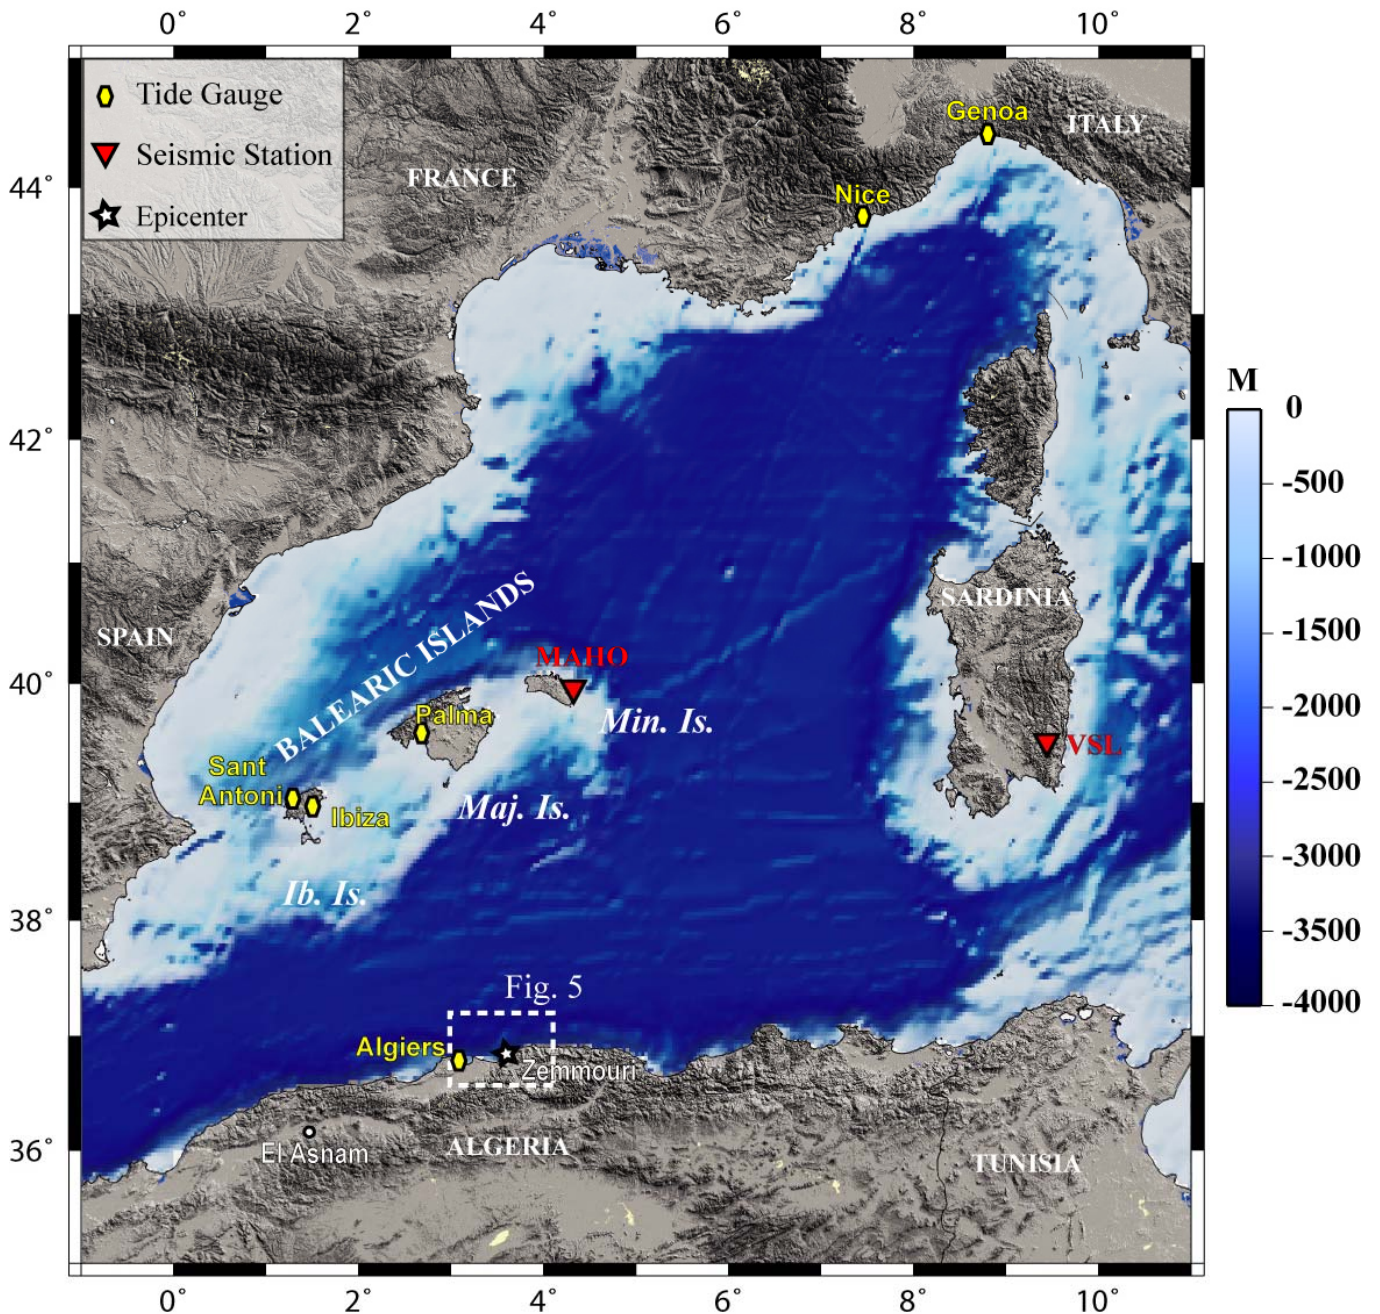 0° 2° 4° 6° 8° 10°
Tide Gauge
Seismic Station
Epicenter
Genoa
ITALY
FRANCE
Nice
44°
M
0
-500
-1000
-1500
-2000
-2500
-3000
-3500
-4000
42°
BALEARIC ISLANDS
SARDINIA
SPAIN
MAHO
40°
Palma
Min. Is.
VSL
Sant
Antoni
Ibiza
Maj. Is.
Ib. Is.
38°
Fig. 5
Algiers
Zemmouri
El Asnam
ALGERIA
36°
TUNISIA
0° 2° 4° 6° 8° 10°